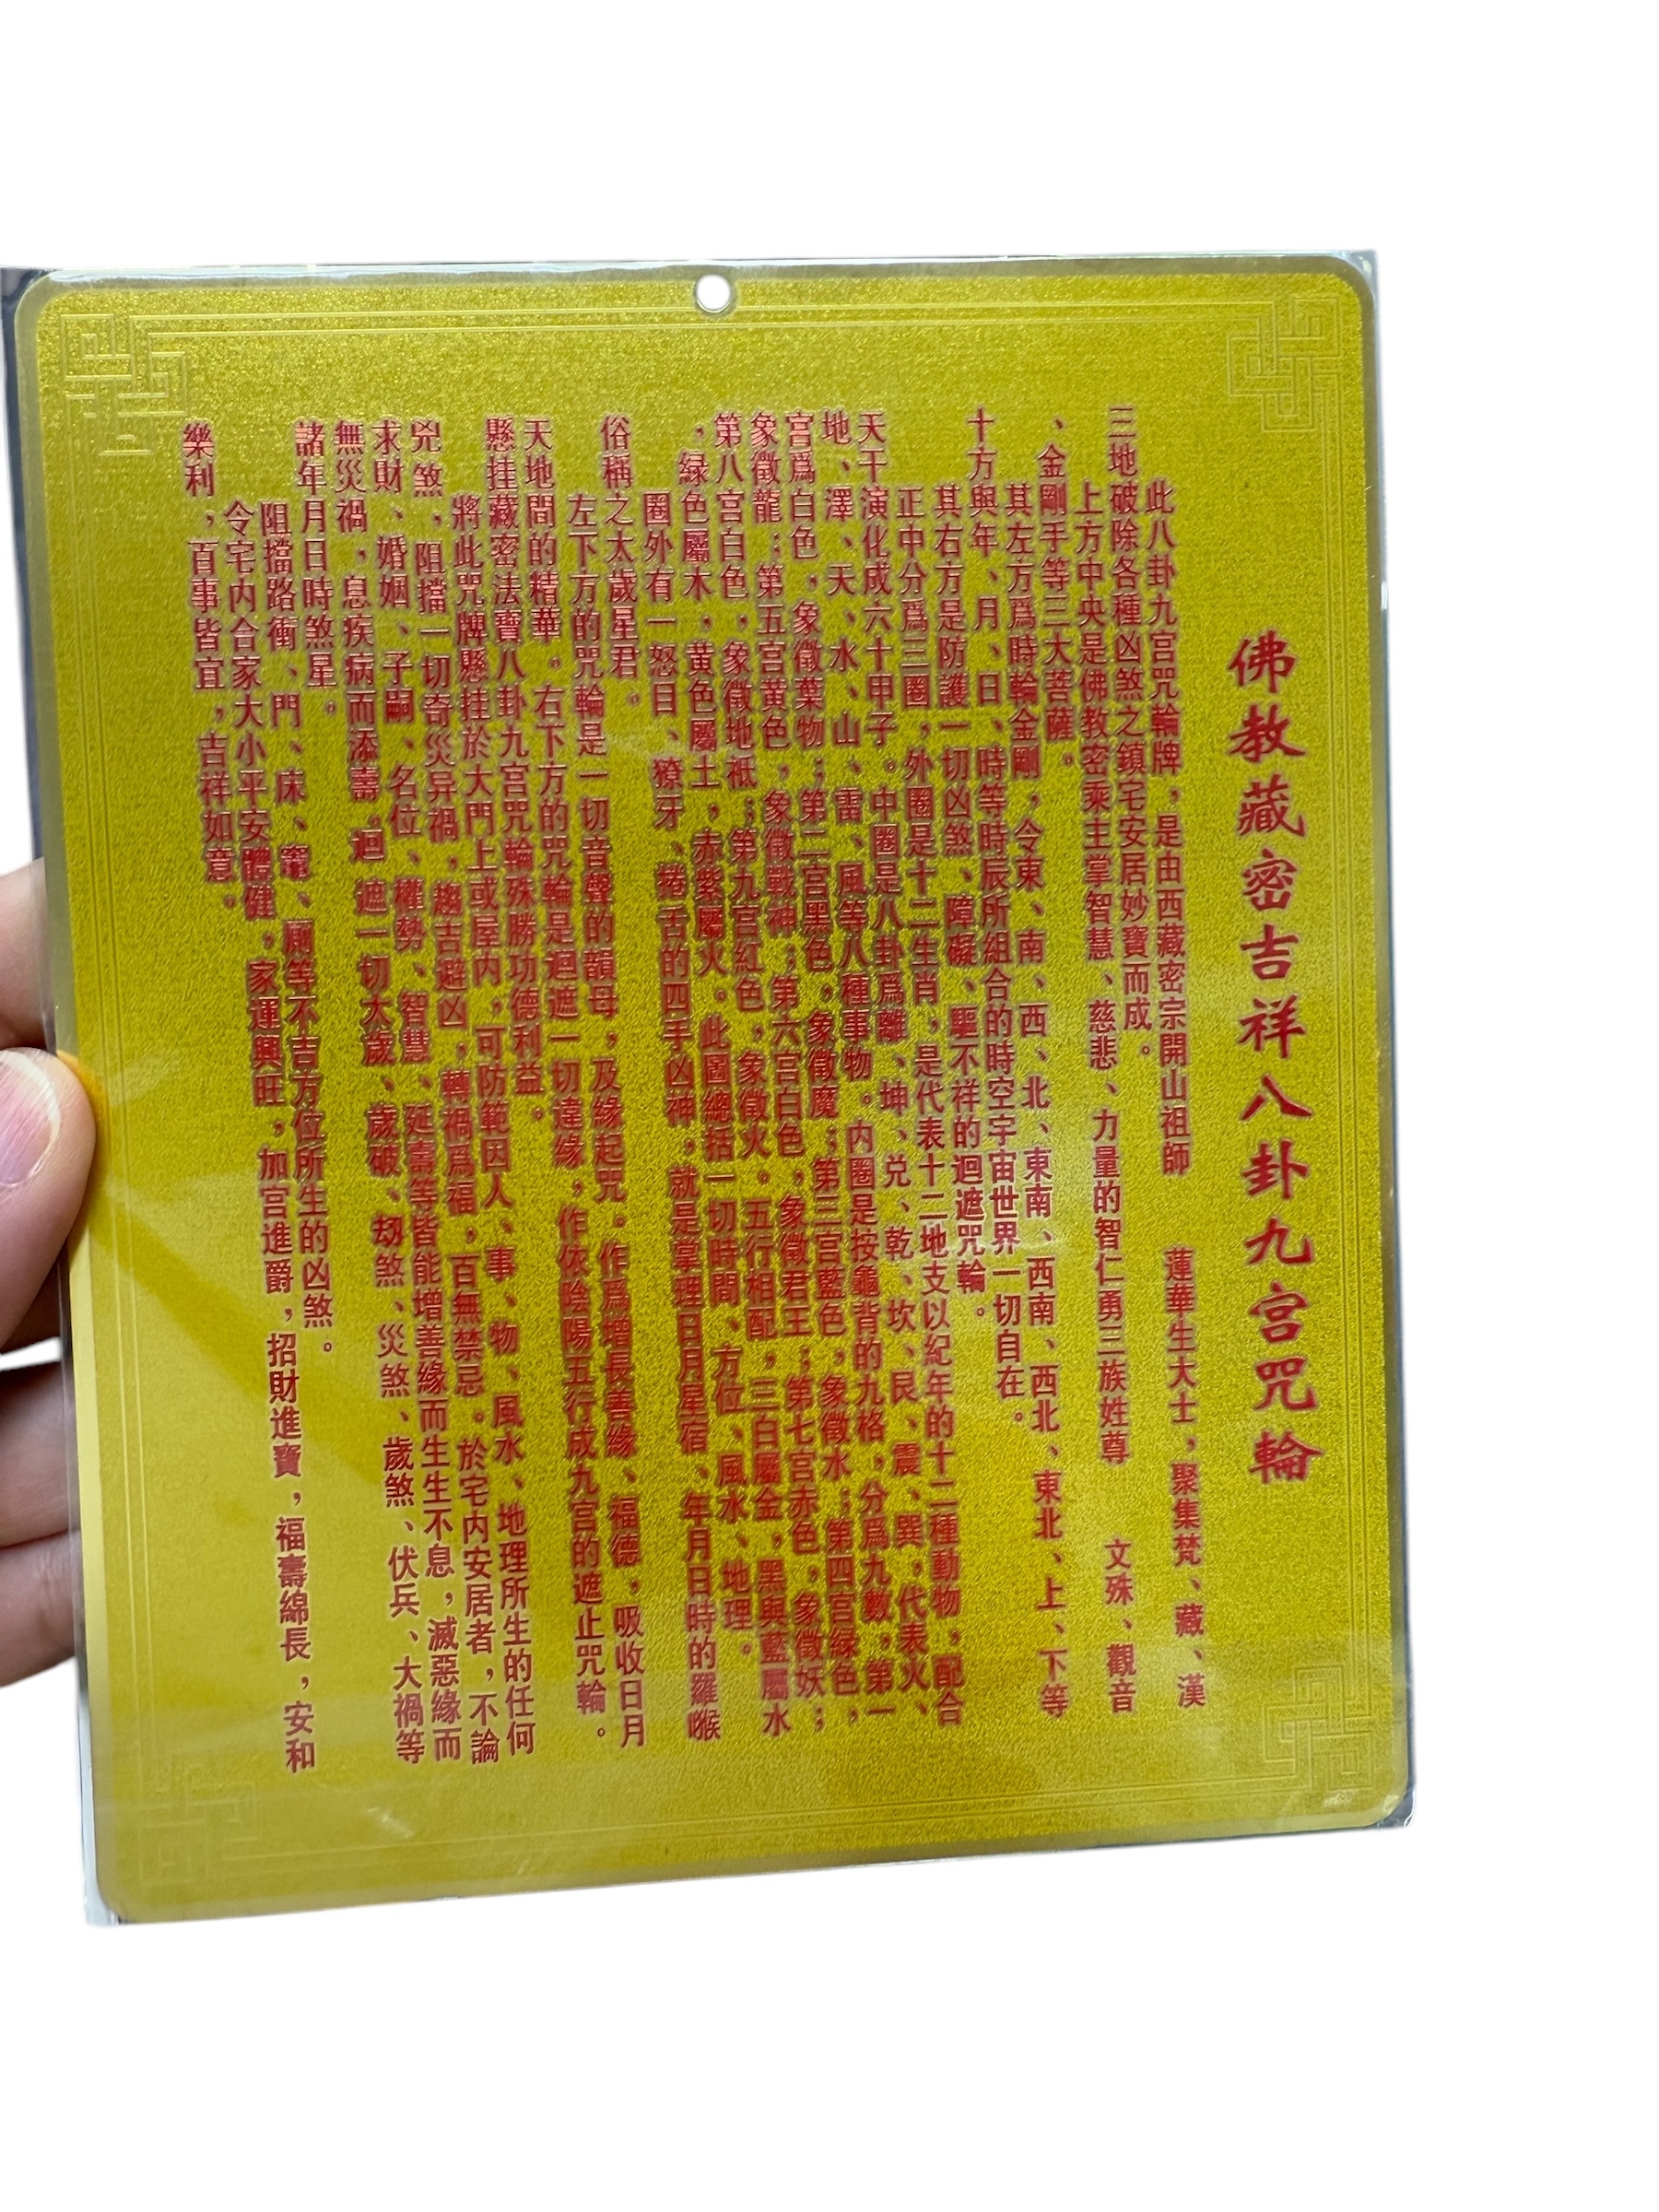 佛教藏密吉祥八卦九宮咒輪
此八卦九宮咒輪牌，是由西藏密宗開山祖師　蓮華生大士，聚集梵、藏、漢
三地破除各種凶煞之鎮宅安居妙寶而成。
上方中央是佛教密乘主掌智慧、慈悲、力量的智仁勇三族姓尊　文殊、觀音
、金剛手等三大菩薩。
其左方爲時輪金剛，令東、南、西、北、東南、西南、西北、東北、上、下等
十方與年、月、日、時等時辰所組合的時空宇宙世界一切自在。
其右方是防護一切凶煞、障礙、驅不祥的迴遮咒輪。
正中分爲三圈，外圈是十二生肖，是代表十二地支以紀年的十二種動物，配合
天干演化成六十甲子。中圈是八卦爲離、坤、兑、乾、坎、艮、震、巽，代表火、
地、澤、天、水、山、雷、風等八種事物。内圈是按龜背的九格，分爲九數，第一
宮爲白色，象徵藥物；第二宮黑色，象徵魔；第三宮藍色，象徵水；第四宮綠色，
象徵龍；第五宮黄色，象徵戰神；第六宮白色，象徵君王；第七宮赤色，象徵妖；
第八宮白色，象徵地祇；第九宮紅色，象徵火。五行相配，三白屬金，黑與藍屬水
，綠色屬木，黄色屬土，赤紫屬火。此圖總括一切時間、方位、風水、地理。
圈外有一怒目、獠牙、捲舌的四手凶神，就是掌理日月星宿、年月日時的羅睺
俗稱之太歲星君。
左下方的咒輪是一切音聲的韻母，及緣起咒。作爲增長善緣、福德，吸收日月
天地間的精華。右下方的咒輪是迴遮一切違緣，作依陰陽五行成九宮的遮止咒輪。
懸挂藏密法寶八卦九宮咒輪殊勝功德利益。
將此咒牌懸挂於大門上或屋内，可防範因人、事、物、風水、地理所生的任何
兇煞，阻擋一切奇災异禍，趨吉避凶，轉禍爲福，百無禁忌。於宅内安居者，不論
求財、婚姻、子嗣、名位、權勢、智慧、延壽等皆能增善緣而生生不息，滅惡緣而
無災禍，息疾病而添壽。迴遮一切太歲、歲破、劫煞、災煞、歲煞、伏兵、大禍等
諸年月日時煞星。
阻擋路衝、門、床、竈、厠等不吉方位所生的凶煞。
令宅内合家大小平安體健，家運興旺，加官進爵，招財進寶，福壽綿長，安和
樂利，百事皆宜，吉祥如意。